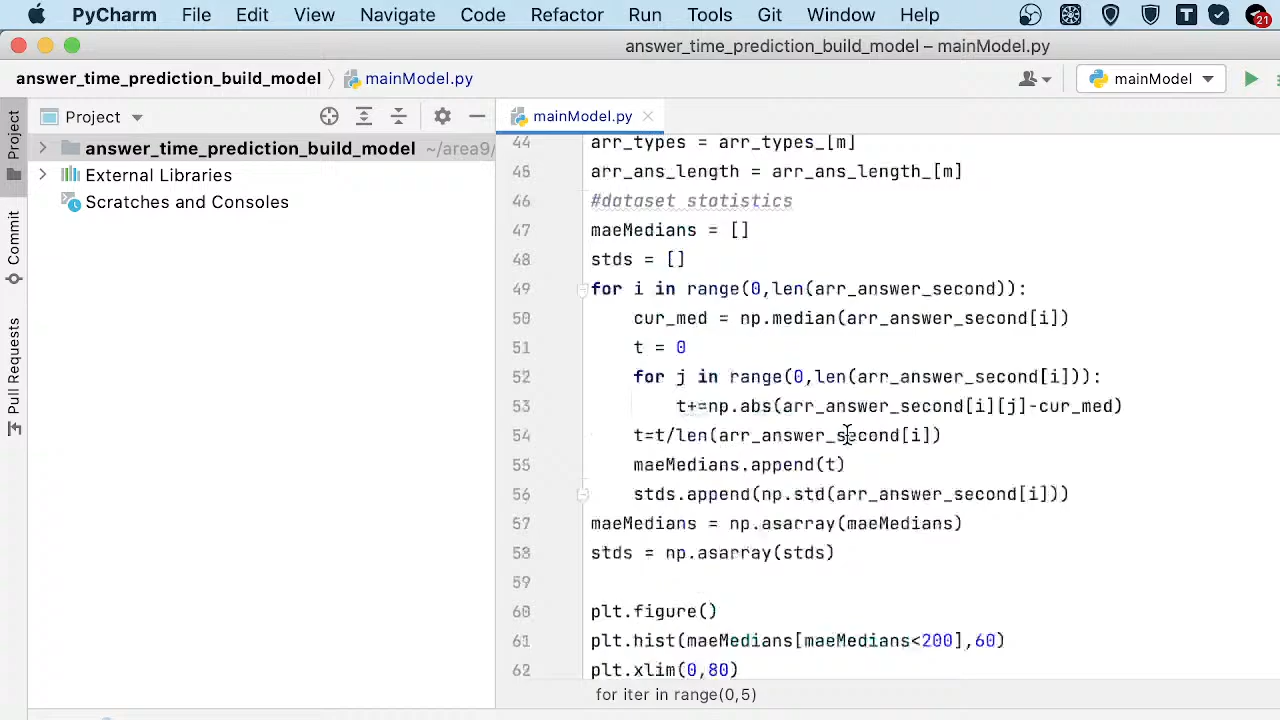 PyCharm File Edit View Navigate Code Refactor Run Tools Git Window Help 21
answer_time_prediction_build_model – mainModel.py
answer_time_prediction_build_model mainModel.py mainModel
Project mainModel.py
Project
Commit
Pull Requests
answer_time_prediction_build_model ~/area9/
External Libraries
Scratches and Consoles
44 arr_types = arr_types_[m]
45 arr_ans_length = arr_ans_length_[m]
46 #dataset statistics
47 maeMedians = []
48 stds = []
49 for i in range(0,len(arr_answer_second)):
50 cur_med = np.median(arr_answer_second[i])
51 t = 0
52 for j in range(0,len(arr_answer_second[i])):
53 t+=np.abs(arr_answer_second[i][j]-cur_med)
54 t=t/len(arr_answer_second[i])
55 maeMedians.append(t)
56 stds.append(np.std(arr_answer_second[i]))
57 maeMedians = np.asarray(maeMedians)
58 stds = np.asarray(stds)
59
60 plt.figure()
61 plt.hist(maeMedians[maeMedians<200],60)
62 plt.xlim(0,80)
for iter in range(0,5)